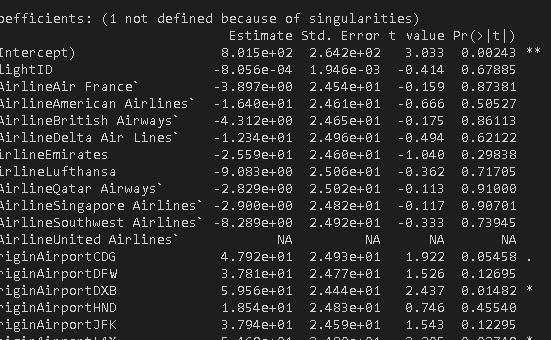 oefficients: (1 not defined because of singularities)
Estimate Std. Error t value Pr(>|t|)
Intercept) 8.015e+02 2.642e+02 3.033 0.00243 **
lightID -8.056e-04 1.946e-03 -0.414 0.67885
AirlineAir France` -3.897e+00 2.454e+01 -0.159 0.87381
AirlineAmerican Airlines` -1.640e+01 2.461e+01 -0.666 0.50527
AirlineBritish Airways` -4.312e+00 2.465e+01 -0.175 0.86113
AirlineDelta Air Lines` -1.234e+01 2.496e+01 -0.494 0.62122
irlineEmirates -2.559e+01 2.460e+01 -1.040 0.29838
irlineLufthansa -9.083e+00 2.506e+01 -0.362 0.71705
AirlineQatar Airways` -2.829e+00 2.502e+01 -0.113 0.91000
AirlineSingapore Airlines` -2.900e+00 2.482e+01 -0.117 0.90701
AirlineSouthwest Airlines` -8.289e+00 2.492e+01 -0.333 0.73945
AirlineUnited Airlines` NA NA NA NA
riginAirportCDG 4.792e+01 2.493e+01 1.922 0.05458 .
riginAirportDFW 3.781e+01 2.477e+01 1.526 0.12695
riginAirportDXB 5.956e+01 2.444e+01 2.437 0.01482 *
riginAirportHND 1.854e+01 2.483e+01 0.746 0.45540
riginAirportJFK 3.794e+01 2.459e+01 1.543 0.12295